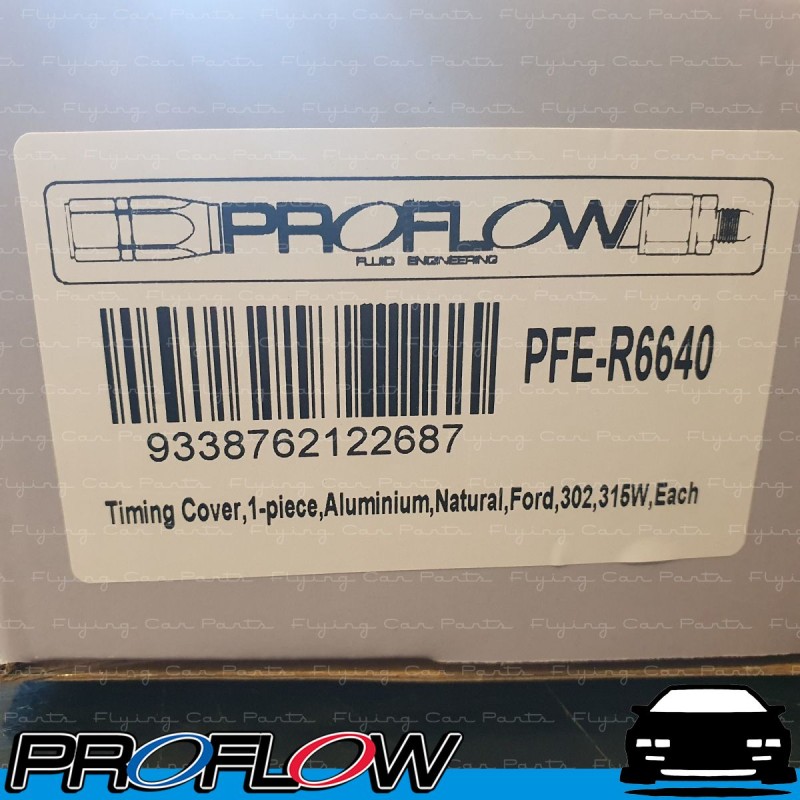 PROFLOW
FLUID ENGINEERING
PFE-R6640
9338762122687
Timing Cover,1-piece,Aluminium,Natural,Ford,302,315W,Each
Flying Car Parts
PROFLOW